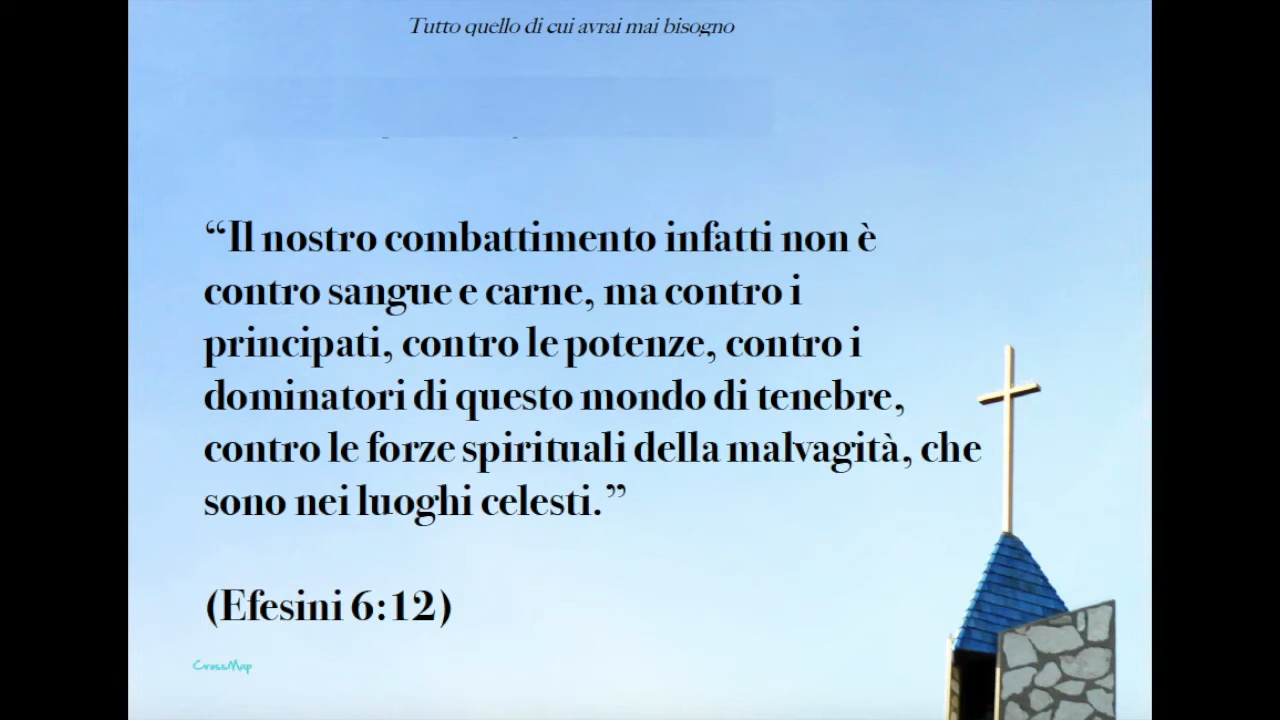 Tutto quello di cui avrai mai bisogno
“Il nostro combattimento infatti non è
contro sangue e carne, ma contro i
principati, contro le potenze, contro i
dominatori di questo mondo di tenebre,
contro le forze spirituali della malvagità, che
sono nei luoghi celesti.”
(Efesini 6:12)
CrossMap